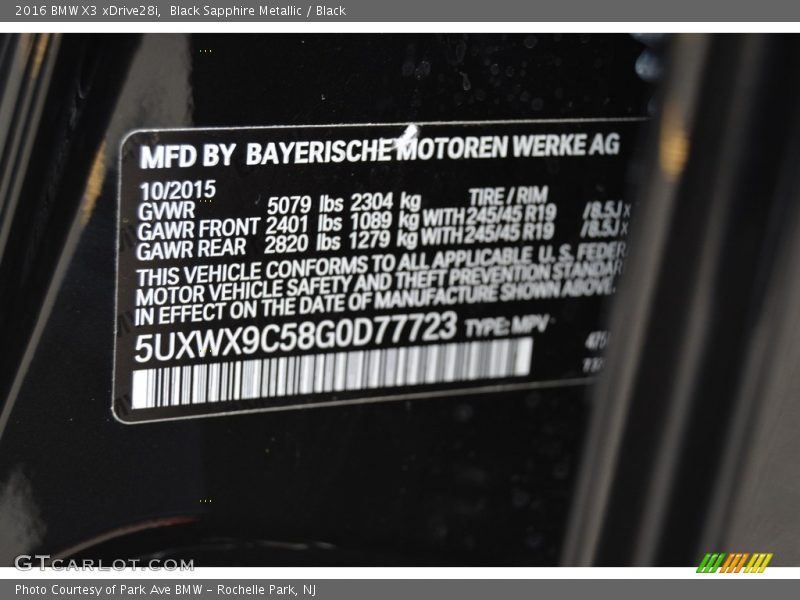 2016 BMW X3 xDrive28i,  Black Sapphire Metallic / Black
MFD BY BAYERISCHE MOTOREN WERKE AG
10/2015 TIRE / RIM
GVWR 5079 lbs 2304 kg
GAWR FRONT 2401 lbs 1089 kg WITH 245/45 R19 /8.5J x
GAWR REAR 2820 lbs 1279 kg WITH 245/45 R19 /8.5J x
THIS VEHICLE CONFORMS TO ALL APPLICABLE U.S. FEDER
MOTOR VEHICLE SAFETY AND THEFT PREVENTION STANDAR
IN EFFECT ON THE DATE OF MANUFACTURE SHOWN ABOVE.
5UXWX9C58G0D77723 TYPE: MPV
GTCARLOT.COM
Photo Courtesy of Park Ave BMW - Rochelle Park, NJ